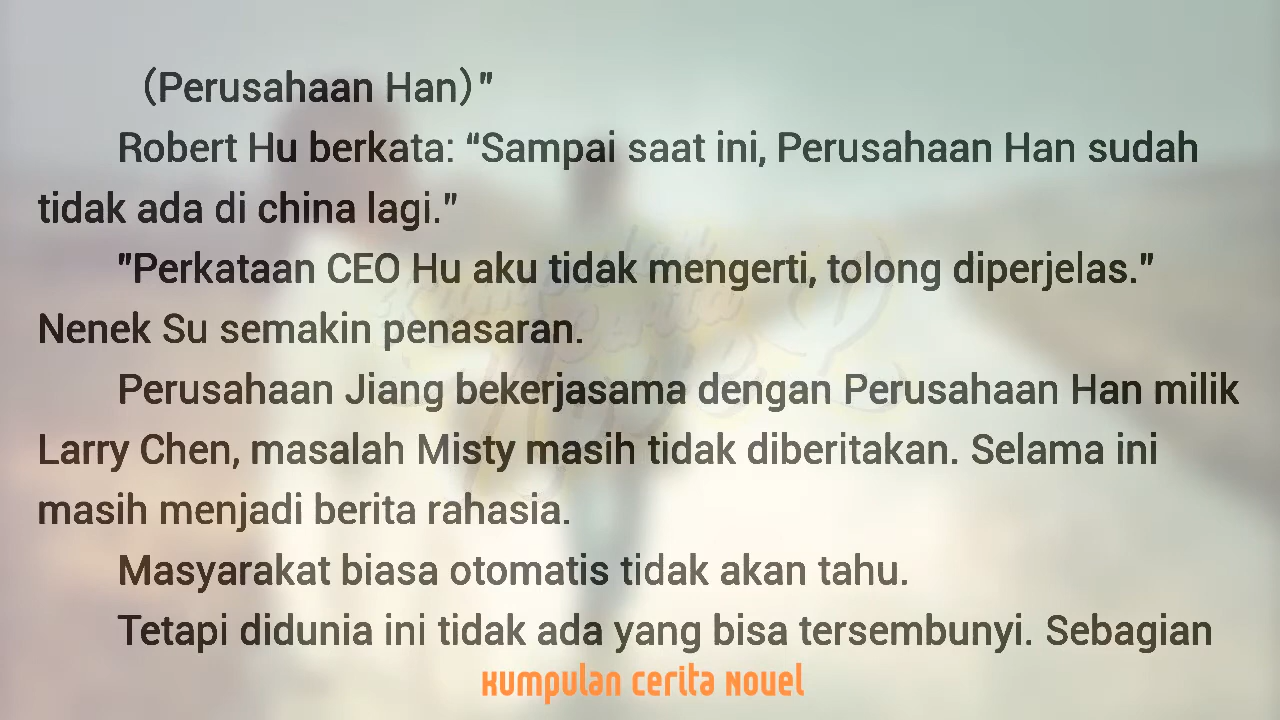 （Perusahaan Han）"
Robert Hu berkata: “Sampai saat ini, Perusahaan Han sudah
tidak ada di china lagi."
"Perkataan CEO Hu aku tidak mengerti, tolong diperjelas."
Nenek Su semakin penasaran.
Perusahaan Jiang bekerjasama dengan Perusahaan Han milik
Larry Chen, masalah Misty masih tidak diberitakan. Selama ini
masih menjadi berita rahasia.
Masyarakat biasa otomatis tidak akan tahu.
Tetapi didunia ini tidak ada yang bisa tersembunyi. Sebagian
Kumpulan Cerita Novel